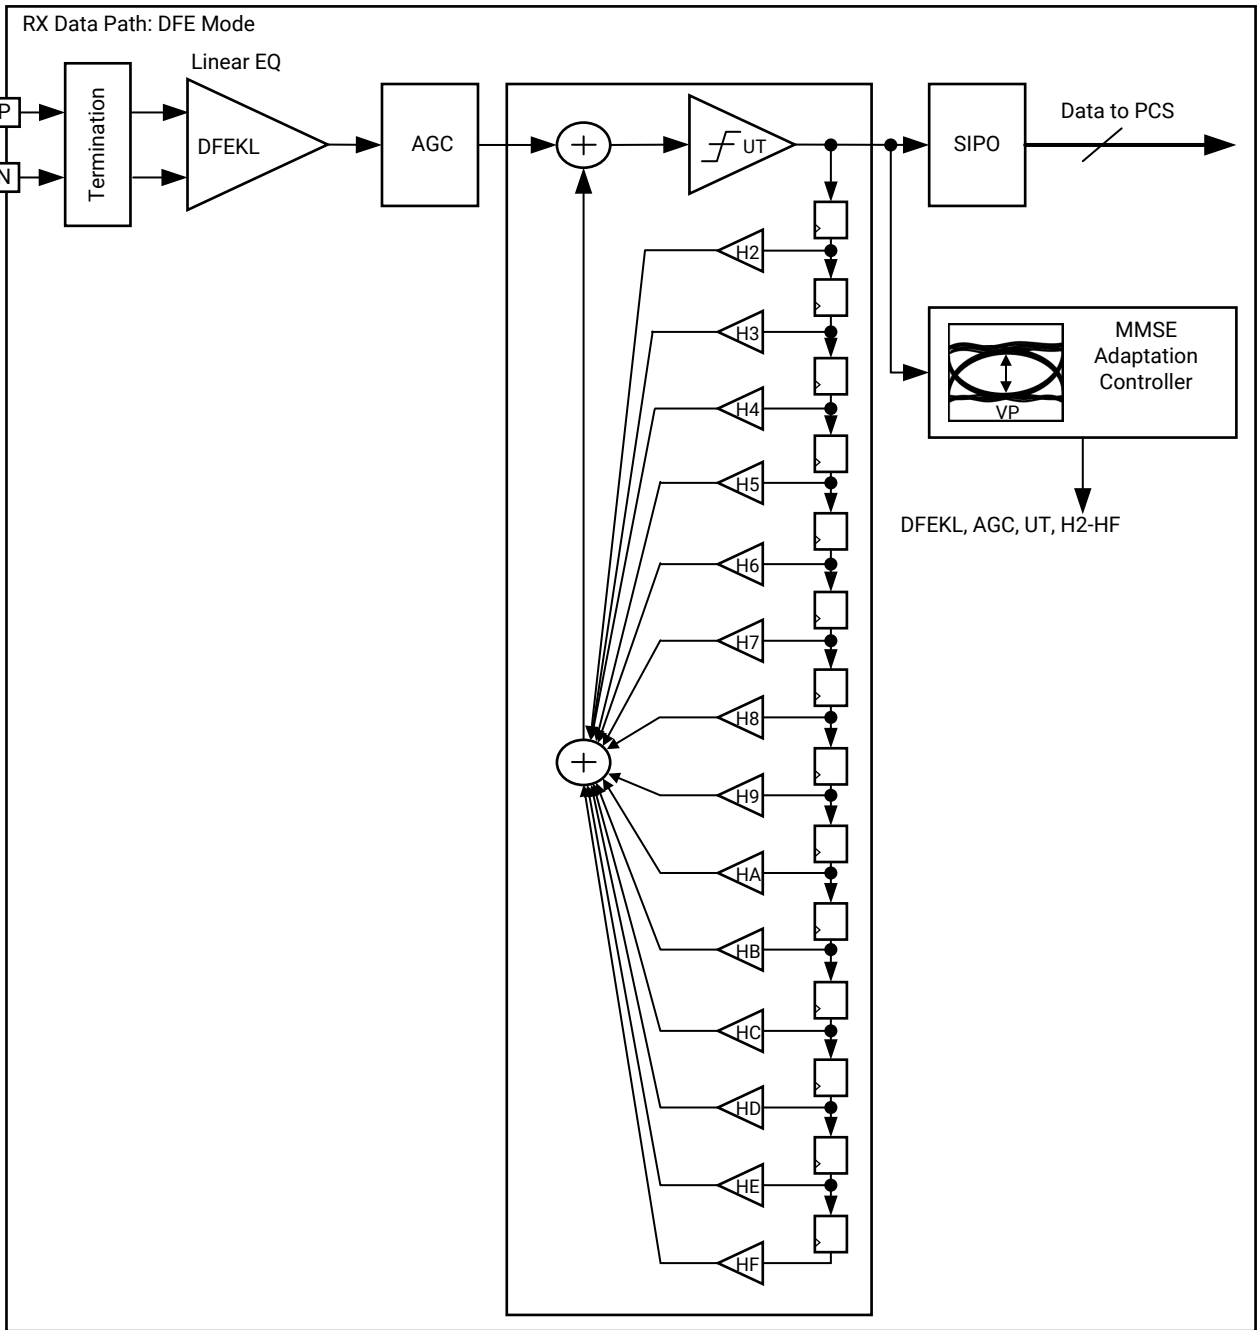 RX Data Path: DFE Mode
Linear EQ
P
N
Termination
DFEKL
AGC
UT
SIPO
Data to PCS
H2
H3
H4
H5
H6
H7
H8
H9
HA
HB
HC
HD
HE
HF
MMSE
Adaptation
Controller
VP
DFEKL, AGC, UT, H2-HF